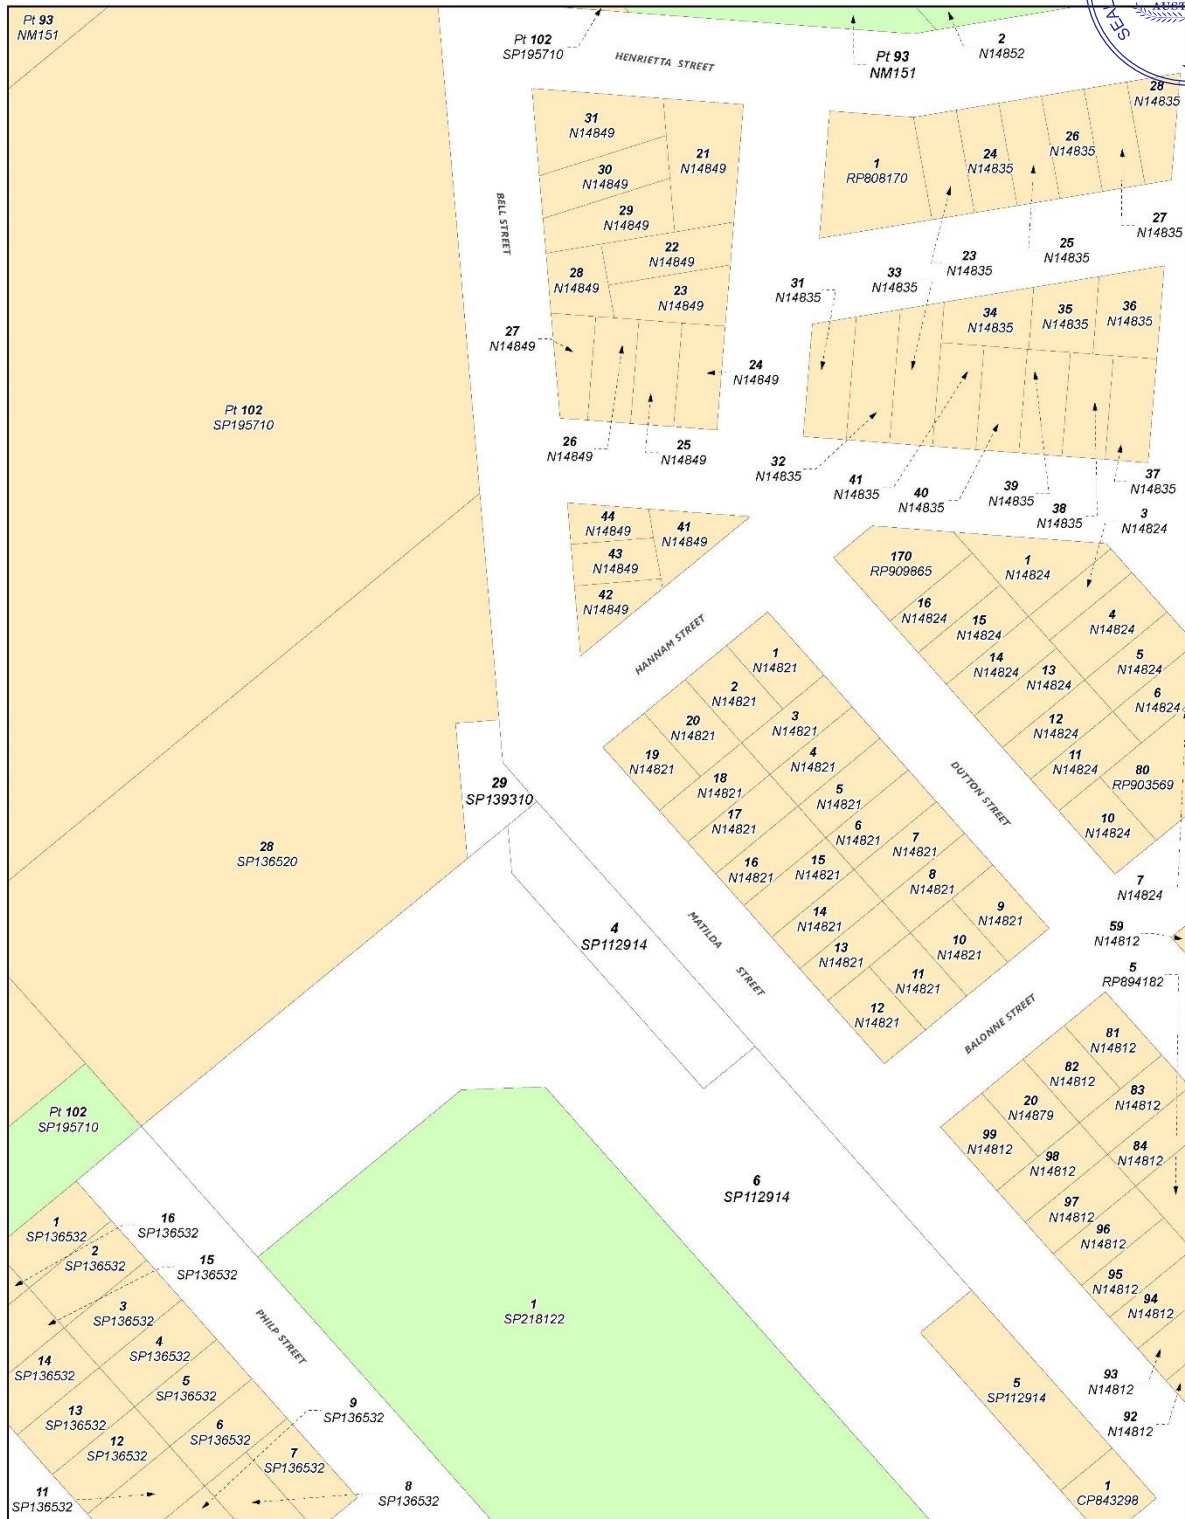 Pt 93
NM151
Pt 102
SP195710
HENRIETTA STREET
Pt 93
NM151
2
N14852
SEAL
AUST
31
N14849
21
N14849
30
N14849
29
N14849
22
N14849
28
N14849
23
N14849
27
N14849
24
N14849
26
N14849
25
N14849
BELL STREET
1
RP808170
24
N14835
26
N14835
28
N14835
27
N14835
25
N14835
23
N14835
33
N14835
31
N14835
34
N14835
35
N14835
36
N14835
32
N14835
41
N14835
40
N14835
39
N14835
38
N14835
37
N14835
3
N14824
Pt 102
SP195710
44
N14849
41
N14849
43
N14849
42
N14849
HANNAM STREET
170
RP909865
1
N14824
16
N14824
15
N14824
4
N14824
14
N14824
13
N14824
5
N14824
6
N14824
12
N14824
11
N14824
80
RP903569
10
N14824
7
N14824
59
N14812
5
RP894182
1
N14821
2
N14821
3
N14821
20
N14821
19
N14821
4
N14821
18
N14821
5
N14821
17
N14821
6
N14821
7
N14821
16
N14821
15
N14821
8
N14821
9
N14821
14
N14821
10
N14821
13
N14821
11
N14821
12
N14821
DUTTON STREET
29
SP139310
28
SP136520
4
SP112914
MATILDA STREET
BALONNE STREET
81
N14812
82
N14812
83
N14812
20
N14879
99
N14812
98
N14812
84
N14812
97
N14812
96
N14812
95
N14812
94
N14812
93
N14812
92
N14812
Pt 102
SP195710
6
SP112914
1
SP136532
16
SP136532
2
SP136532
15
SP136532
3
SP136532
4
SP136532
14
SP136532
5
SP136532
13
SP136532
6
SP136532
12
SP136532
7
SP136532
9
SP136532
11
SP136532
8
SP136532
PHILP STREET
1
SP218122
5
SP112914
1
CP843298